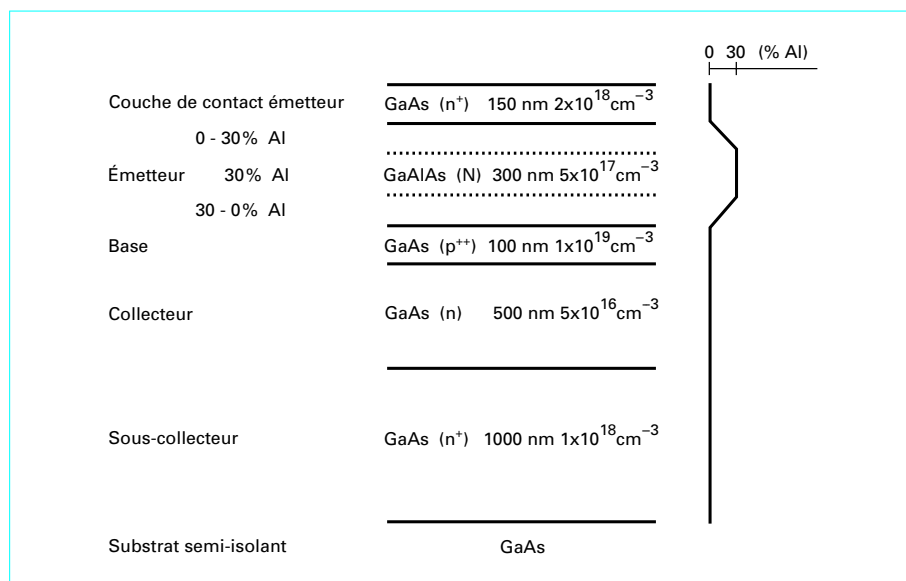 0 30 (% Al)
Couche de contact émetteur GaAs (n⁺) 150 nm 2x10¹⁸cm⁻³
0 - 30% Al
Émetteur 30% Al GaAlAs (N) 300 nm 5x10¹⁷cm⁻³
30 - 0% Al
Base GaAs (p⁺⁺) 100 nm 1x10¹⁹cm⁻³
Collecteur GaAs (n) 500 nm 5x10¹⁶cm⁻³
Sous-collecteur GaAs (n⁺) 1000 nm 1x10¹⁸cm⁻³
Substrat semi-isolant GaAs